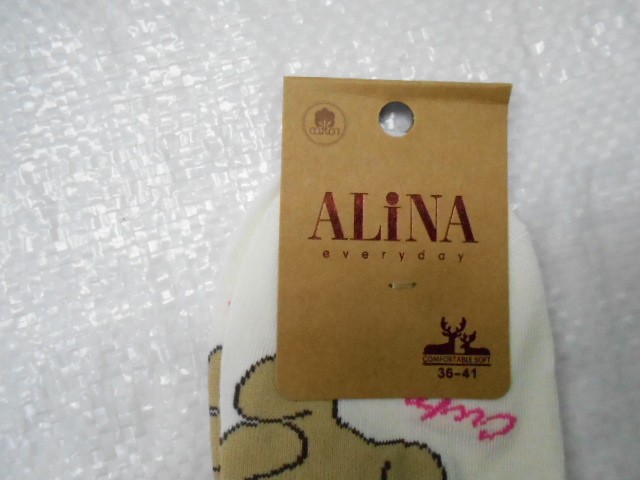 COTTON
ALiNA
everyday
COMFORTABLE SOFT
36-41